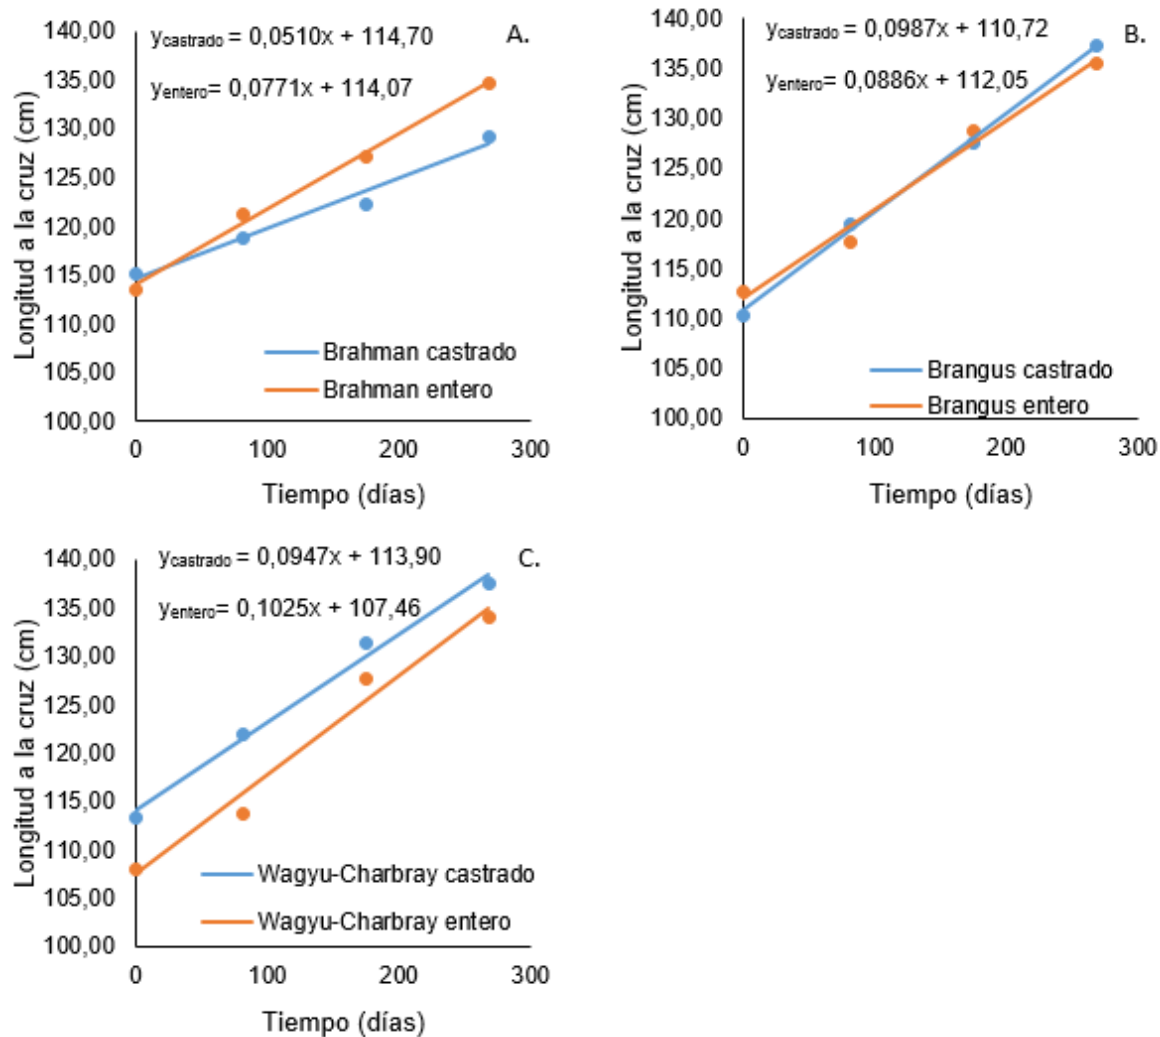 A.
y_castrado = 0,0510x + 114,70
y_entero= 0,0771x + 114,07
Longitud a la cruz (cm)
140,00
135,00
130,00
125,00
120,00
115,00
110,00
105,00
100,00
Brahman castrado
Brahman entero
0 100 200 300
Tiempo (días)
B.
y_castrado = 0,0987x + 110,72
y_entero= 0,0886x + 112,05
Longitud a la cruz (cm)
140,00
135,00
130,00
125,00
120,00
115,00
110,00
105,00
100,00
Brangus castrado
Brangus entero
0 100 200 300
Tiempo (días)
C.
y_castrado = 0,0947x + 113,90
y_entero= 0,1025x + 107,46
Longitud a la cruz (cm)
140,00
135,00
130,00
125,00
120,00
115,00
110,00
105,00
100,00
Wagyu-Charbray castrado
Wagyu-Charbray entero
0 100 200 300
Tiempo (días)